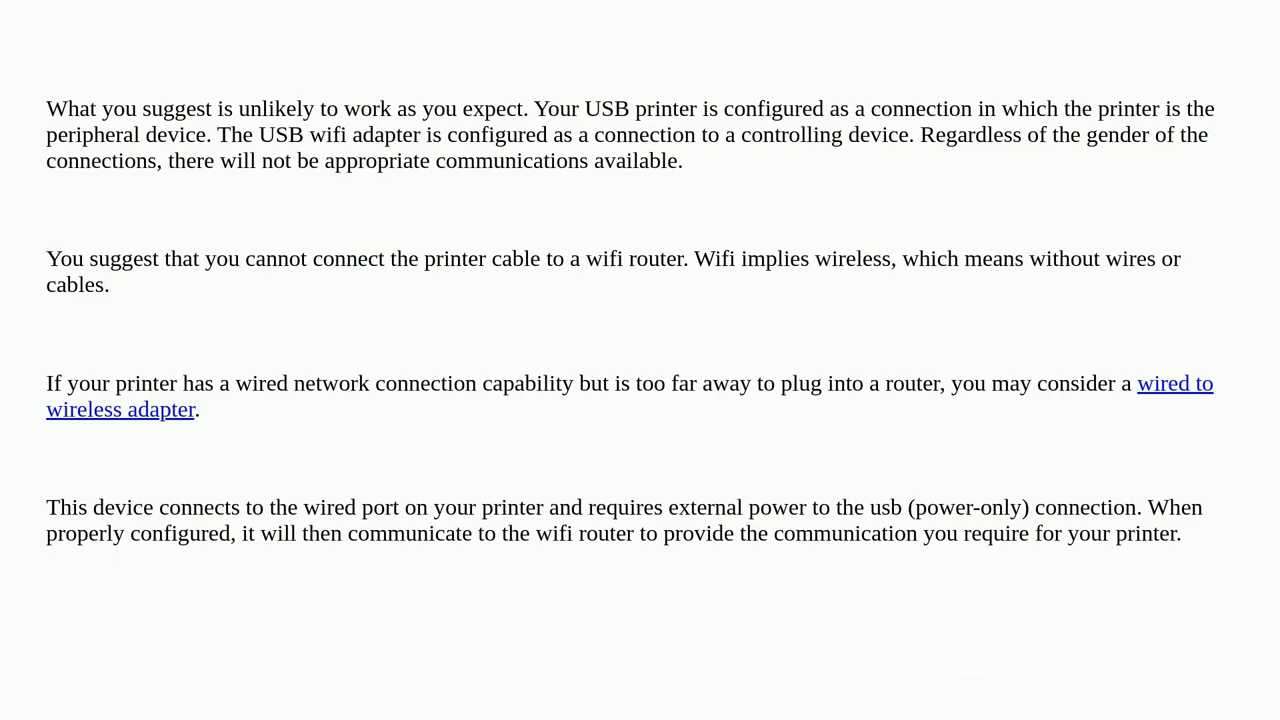 What you suggest is unlikely to work as you expect. Your USB printer is configured as a connection in which the printer is the
peripheral device. The USB wifi adapter is configured as a connection to a controlling device. Regardless of the gender of the
connections, there will not be appropriate communications available.
You suggest that you cannot connect the printer cable to a wifi router. Wifi implies wireless, which means without wires or
cables.
If your printer has a wired network connection capability but is too far away to plug into a router, you may consider a wired to
wireless adapter.
This device connects to the wired port on your printer and requires external power to the usb (power-only) connection. When
properly configured, it will then communicate to the wifi router to provide the communication you require for your printer.